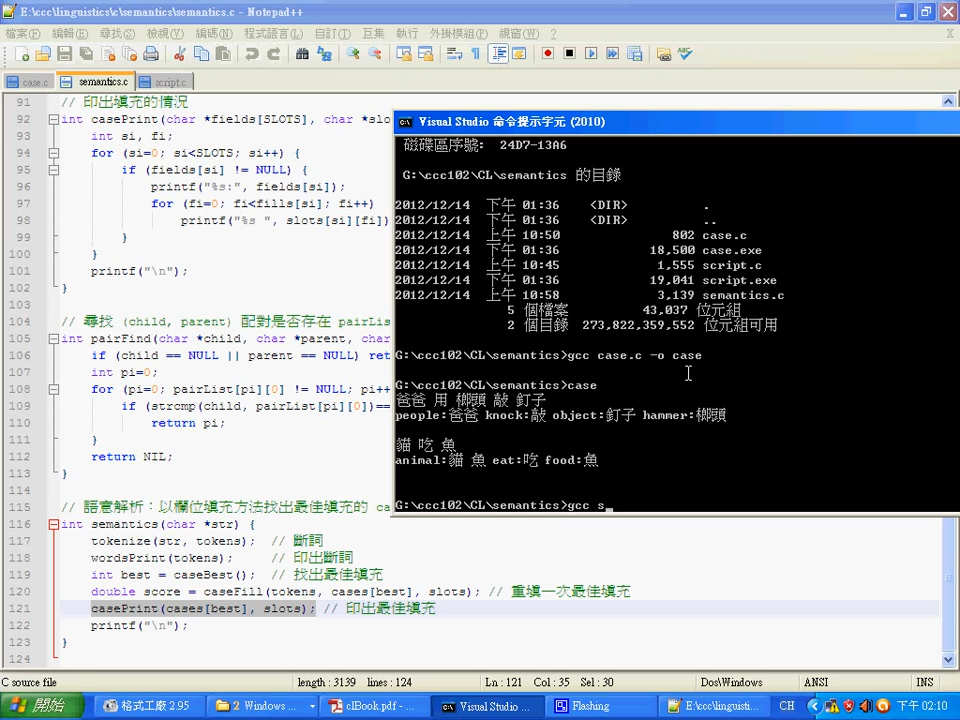 E:\ccc\linguistics\c\semantics\semantics.c - Notepad++
檔案(F) 編輯(E) 尋找(S) 檢視(V) 編碼(N) 程式語言(L) 自訂(T) 巨集 執行 外掛模組(P) 視窗(W) ? X
case.c semantics.c script.c
91 // 印出填充的情況
92 int casePrint(char *fields[SLOTS], char *slo
93 int si, fi;
94 for (si=0; si<SLOTS; si++) {
95 if (fields[si] != NULL) {
96 printf("%s:", fields[si]);
97 for (fi=0; fi<fills[si]; fi++)
98 printf("%s ", slots[si][fi])
99 }
100 }
101 printf("\n");
102 }
103
104 // 尋找 (child, parent) 配對是否存在 pairLis
105 int pairFind(char *child, char *parent, char
106 if (child == NULL || parent == NULL) ret
107 int pi=0;
108 for (pi=0; pairList[pi][0] != NULL; pi++
109 if (strcmp(child, pairList[pi][0])==
110 return pi;
111 }
112 return NIL;
113 }
114
115 // 語意解析：以欄位填充方法找出最佳填充的 ca
116 int semantics(char *str) {
117 tokenize(str, tokens); // 斷詞
118 wordsPrint(tokens); // 印出斷詞
119 int best = caseBest(); // 找出最佳填充
120 double score = caseFill(tokens, cases[best], slots); // 重填一次最佳填充
121 casePrint(cases[best], slots); // 印出最佳填充
122 printf("\n");
123 }
124
Visual Studio 命令提示字元 (2010)
磁碟區序號: 24D7-13A6
G:\ccc102\CL\semantics 的目錄
2012/12/14 下午 01:36 <DIR> .
2012/12/14 下午 01:36 <DIR> ..
2012/12/14 上午 10:50 802 case.c
2012/12/14 下午 01:36 18,500 case.exe
2012/12/14 上午 10:45 1,555 script.c
2012/12/14 下午 01:36 19,041 script.exe
2012/12/14 上午 10:58 3,139 semantics.c
5 個檔案 43,037 位元組
2 個目錄 273,822,359,552 位元組可用
G:\ccc102\CL\semantics>gcc case.c -o case
G:\ccc102\CL\semantics>case
爸爸 用 榔頭 敲 釘子
people:爸爸 knock:敲 object:釘子 hammer:榔頭
貓 吃 魚
animal:貓 魚 eat:吃 food:魚
G:\ccc102\CL\semantics>gcc s
C source file length : 3139 lines : 124 Ln : 121 Col : 35 Sel : 30 Dos\Windows ANSI INS
開始 格式工廠 2.95 2 Windows ... clBook.pdf - ... Visual Studio ... Flashing E:\ccc\linguisti... CH 下午 02:10